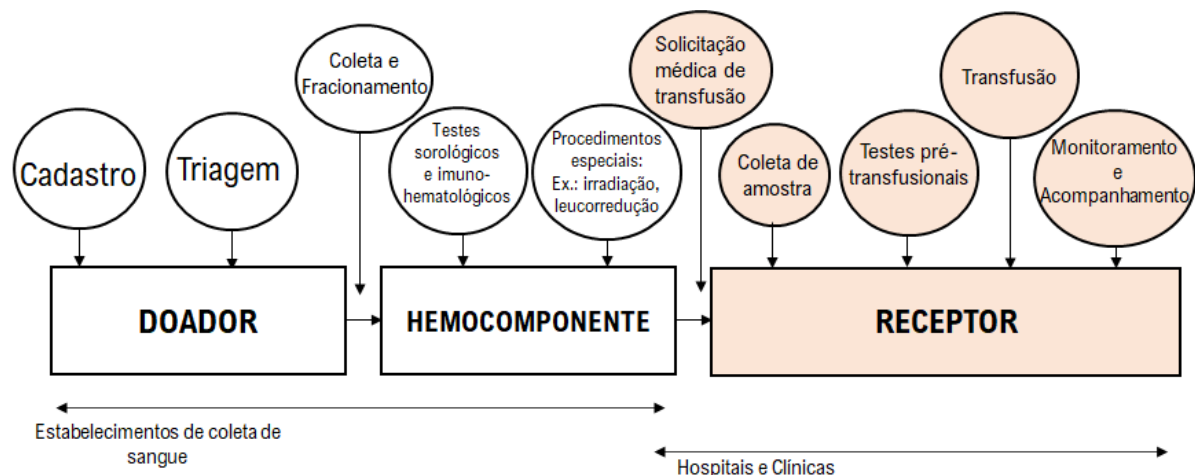 Cadastro
Triagem
Coleta e
Fracionamento
Testes
sorológicos
e imuno-
hematológicos
Procedimentos
especiais:
Ex.: irradiação,
leucorredução
Solicitação
médica de
transfusão
Coleta de
amostra
Testes pré-
transfusionais
Transfusão
Monitoramento
e
Acompanhamento
DOADOR
HEMOCOMPONENTE
RECEPTOR
Estabelecimentos de coleta de
sangue
Hospitais e Clínicas